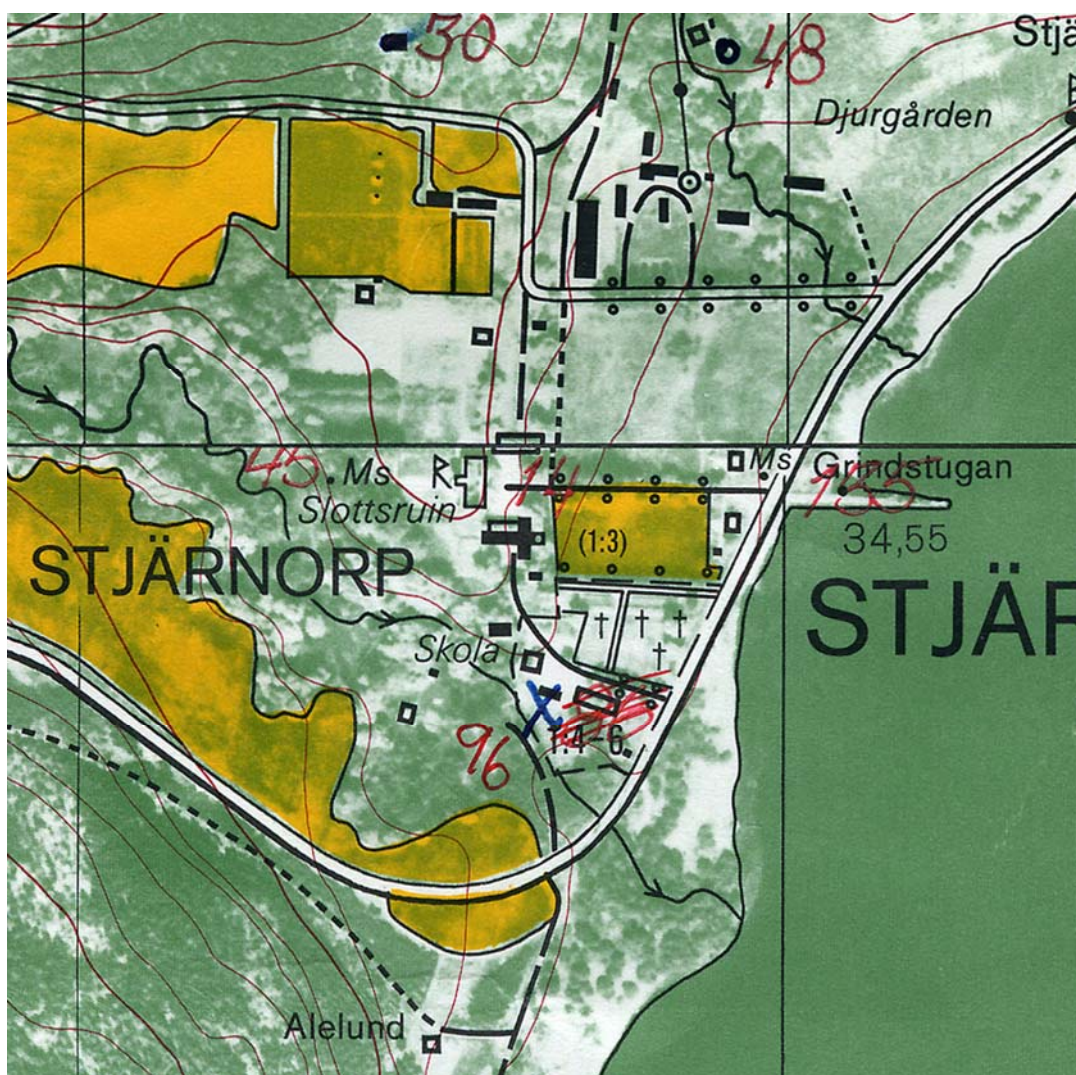 30
48
Stjä
Djurgården
45 . Ms
14
Ms
Grindstugan
155
R
Slottsruin
34,55
(1:3)
STJÄRNORP
STJÄR
Skola
X
96
1:4-6
Alelund